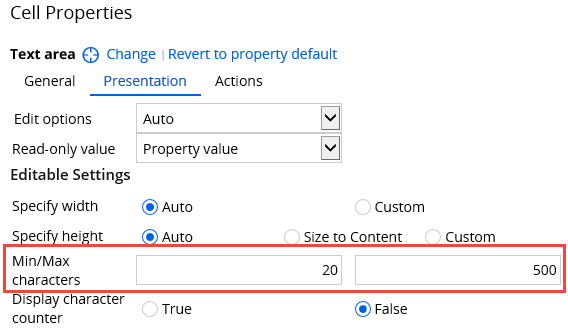 Cell Properties
Text area Change | Revert to property default
General Presentation Actions
Edit options Auto
Read-only value Property value
Editable Settings
Specify width Auto Custom
Specify height Auto Size to Content Custom
Min/Max
characters 20 500
Display character
counter True False